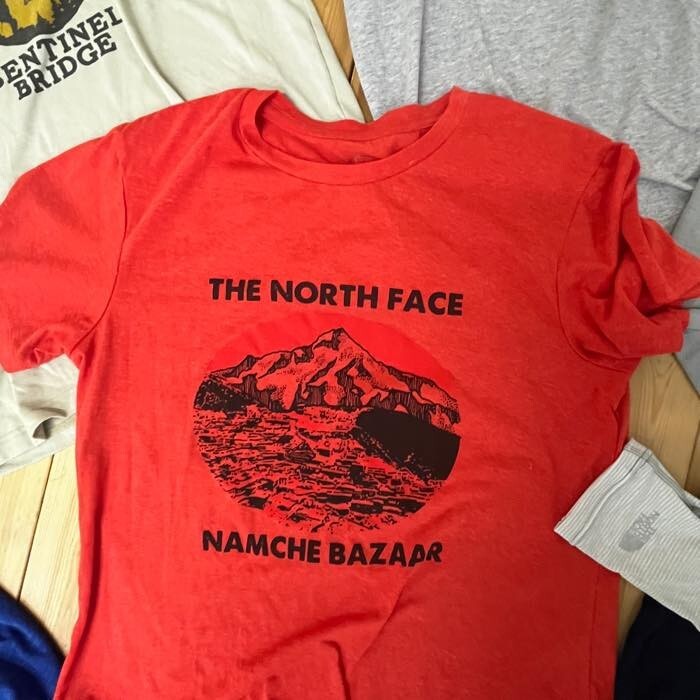 SENTINEL
BRIDGE
THE NORTH FACE
NAMCHE BAZAAR